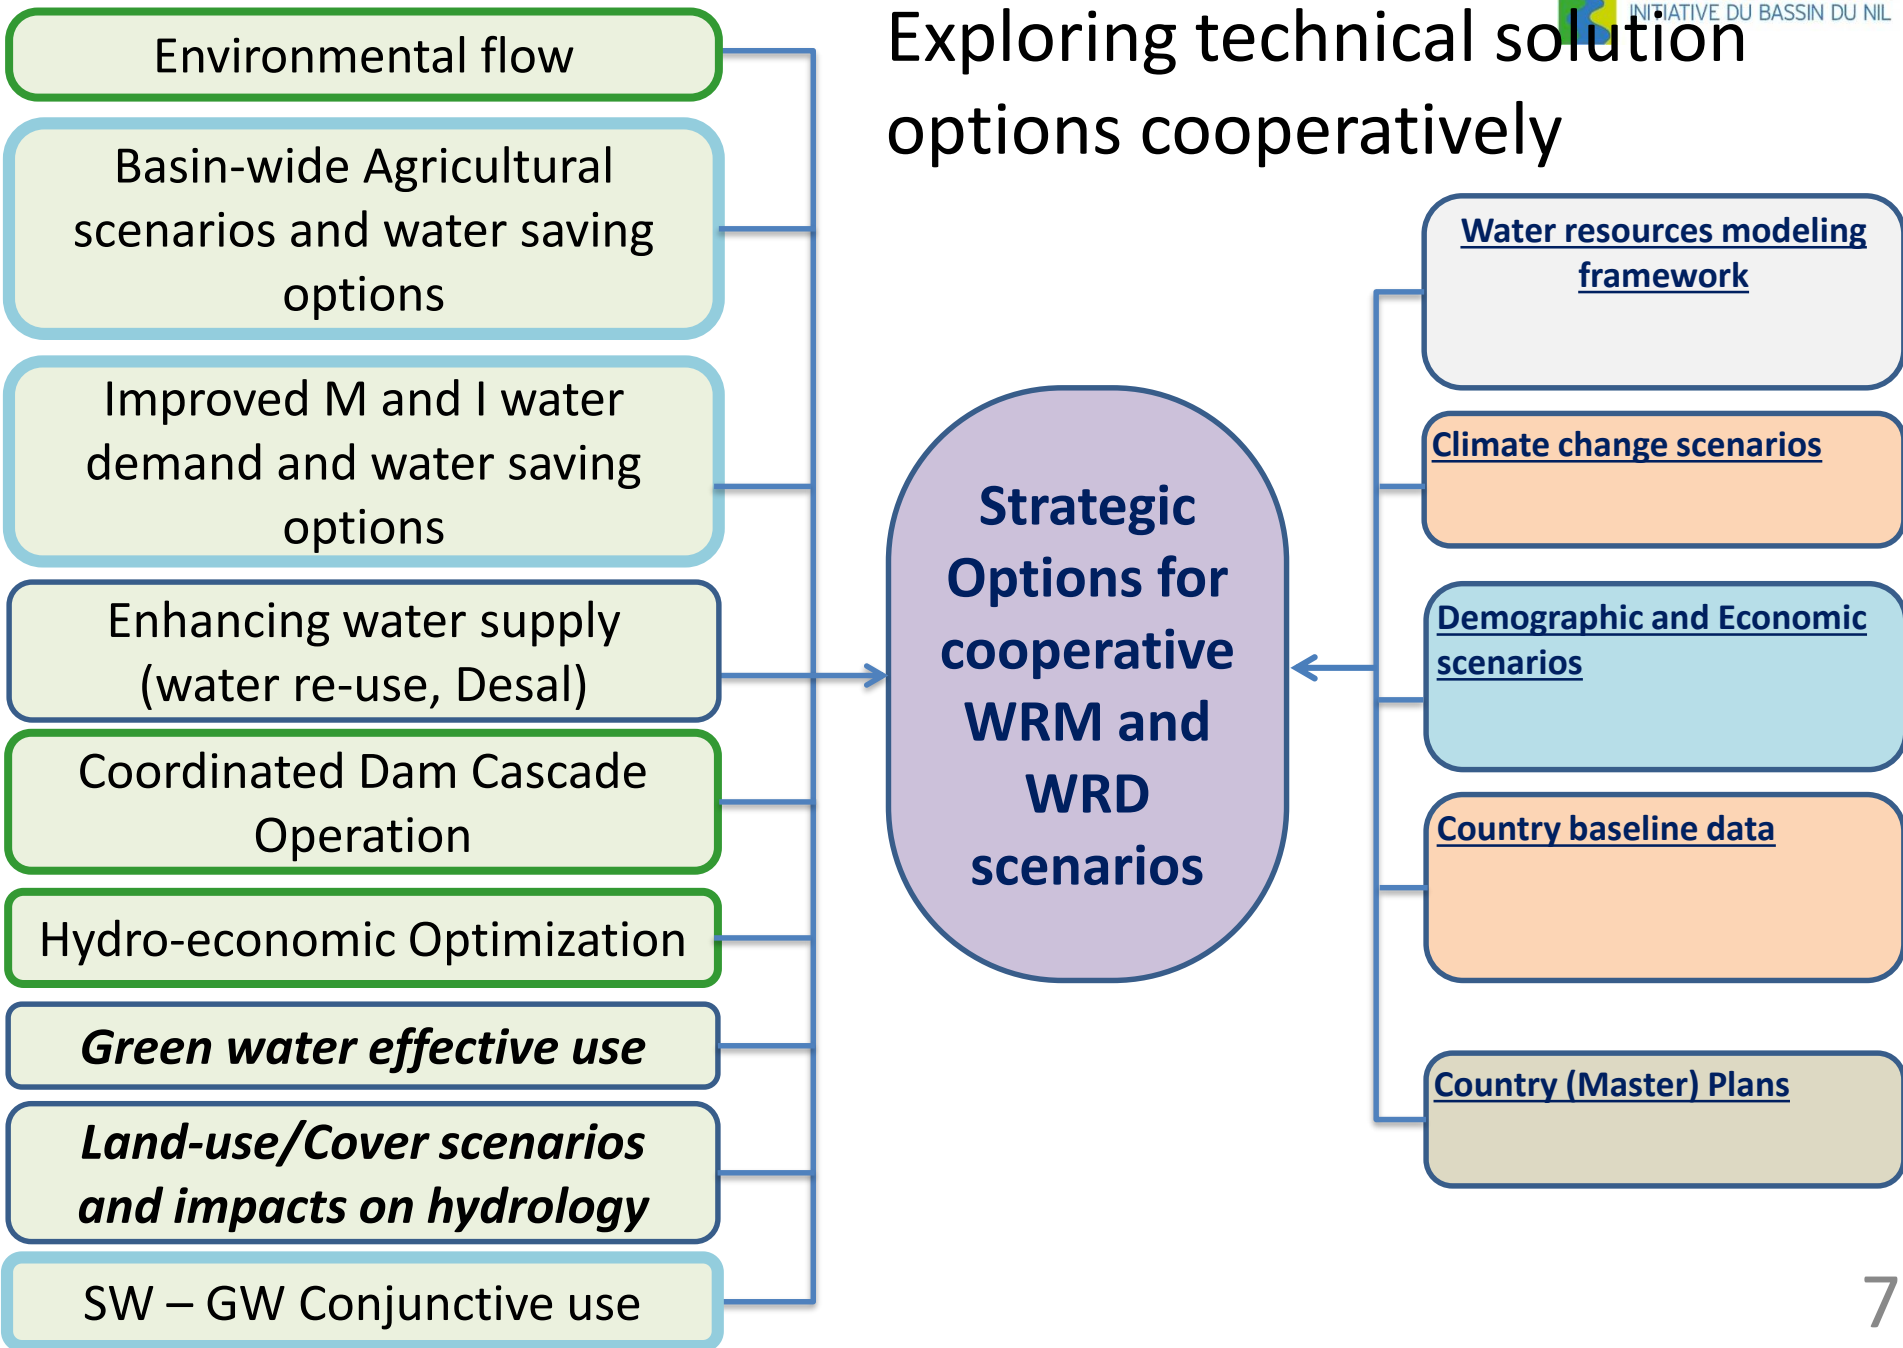 INITIATIVE DU BASSIN DU NIL
Exploring technical solution
options cooperatively
Environmental flow
Basin-wide Agricultural
scenarios and water saving
options
Improved M and I water
demand and water saving
options
Enhancing water supply
(water re-use, Desal)
Coordinated Dam Cascade
Operation
Hydro-economic Optimization
Green water effective use
Land-use/Cover scenarios
and impacts on hydrology
SW – GW Conjunctive use
Strategic
Options for
cooperative
WRM and
WRD
scenarios
Water resources modeling
framework
Climate change scenarios
Demographic and Economic
scenarios
Country baseline data
Country (Master) Plans
7